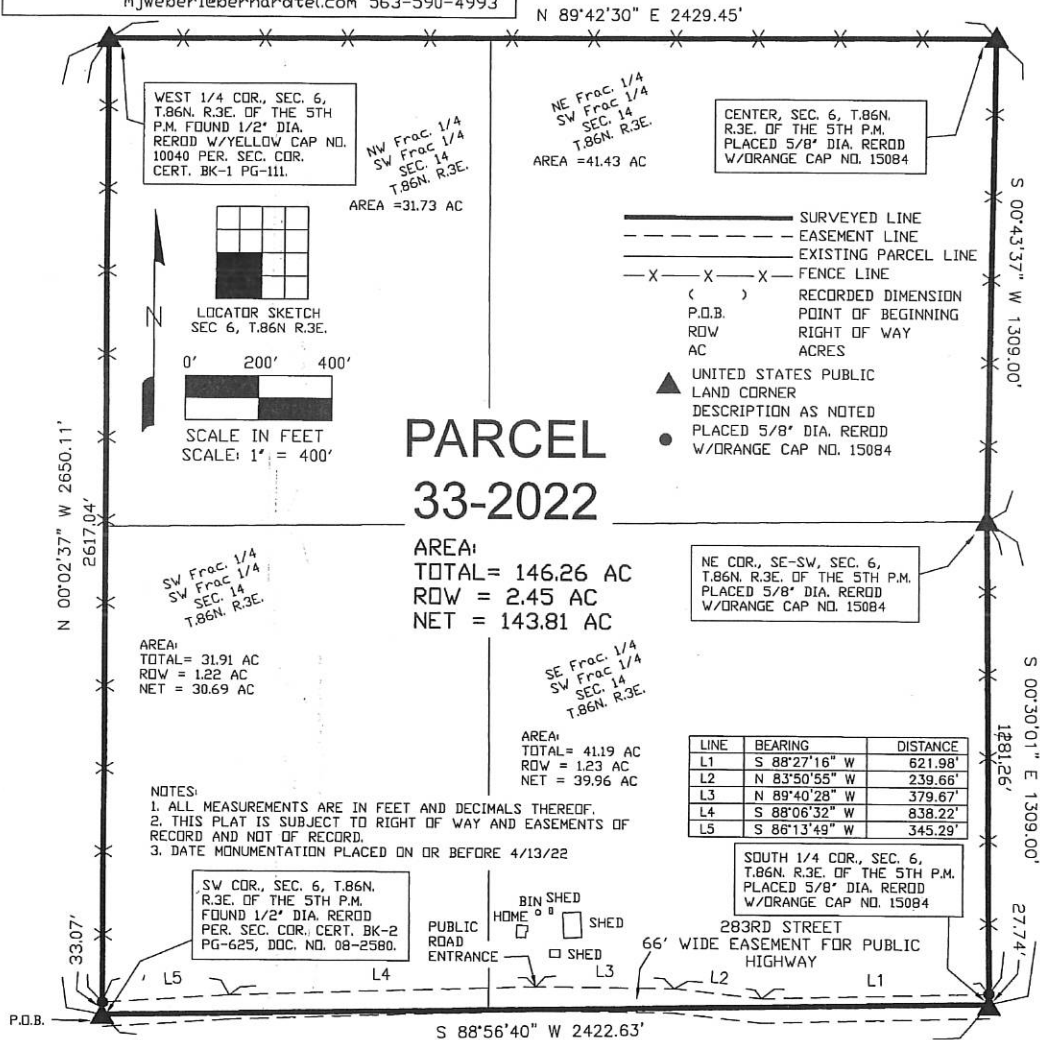 mjweber1@bernardtel.com 563-590-4993
N 89°42'30" E 2429.45'
WEST 1/4 COR., SEC. 6,
T.86N. R.3E. OF THE 5TH
P.M. FOUND 1/2" DIA.
REROD W/YELLOW CAP NO.
10040 PER. SEC. COR.
CERT. BK-1 PG-111.
NW Frac. 1/4
SW Frac 1/4
SEC. 14
T.86N. R.3E.
AREA =31.73 AC
NE Frac. 1/4
SW Frac 1/4
SEC. 14
T.86N. R.3E.
AREA =41.43 AC
CENTER, SEC. 6, T.86N.
R.3E. OF THE 5TH P.M.
PLACED 5/8" DIA. REROD
W/ORANGE CAP NO. 15084
N
LOCATOR SKETCH
SEC 6, T.86N R.3E.
0' 200' 400'
SCALE IN FEET
SCALE: 1" = 400'
SURVEYED LINE
EASEMENT LINE
EXISTING PARCEL LINE
X X X FENCE LINE
( ) RECORDED DIMENSION
P.O.B. POINT OF BEGINNING
ROW RIGHT OF WAY
AC ACRES
UNITED STATES PUBLIC
LAND CORNER
DESCRIPTION AS NOTED
PLACED 5/8" DIA. REROD
W/ORANGE CAP NO. 15084
S 00°43'37" W 1309.00'
N 00°02'37" W 2650.11'
2617.04'
PARCEL
33-2022
AREA:
TOTAL= 146.26 AC
ROW = 2.45 AC
NET = 143.81 AC
SW Frac. 1/4
SW Frac 1/4
SEC. 14
T.86N. R.3E.
AREA:
TOTAL= 31.91 AC
ROW = 1.22 AC
NET = 30.69 AC
NE COR., SE-SW, SEC. 6,
T.86N. R.3E. OF THE 5TH P.M.
PLACED 5/8" DIA. REROD
W/ORANGE CAP NO. 15084
SE Frac. 1/4
SW Frac 1/4
SEC. 14
T.86N. R.3E.
AREA:
TOTAL= 41.19 AC
ROW = 1.23 AC
NET = 39.96 AC
S 00°30'01" E 1309.00'
1281.26'
LINE BEARING DISTANCE
L1 S 88°27'16" W 621.98'
L2 N 83°50'55" W 239.66'
L3 N 89°40'28" W 379.67'
L4 S 88°06'32" W 838.22'
L5 S 86°13'49" W 345.29'
NOTES:
1. ALL MEASUREMENTS ARE IN FEET AND DECIMALS THEREOF.
2. THIS PLAT IS SUBJECT TO RIGHT OF WAY AND EASEMENTS OF
RECORD AND NOT OF RECORD.
3. DATE MONUMENTATION PLACED ON OR BEFORE 4/13/22
SW COR., SEC. 6, T.86N.
R.3E. OF THE 5TH P.M.
FOUND 1/2" DIA. REROD
PER. SEC. COR. CERT. BK-2
PG-625, DOC. NO. 08-2580.
SOUTH 1/4 COR., SEC. 6,
T.86N. R.3E. OF THE 5TH P.M.
PLACED 5/8" DIA. REROD
W/ORANGE CAP NO. 15084
BIN SHED
HOME
SHED
SHED
PUBLIC
ROAD
ENTRANCE
283RD STREET
66' WIDE EASEMENT FOR PUBLIC
HIGHWAY
33.07'
27.74'
L5 L4 L3 L2 L1
P.O.B.
S 88°56'40" W 2422.63'